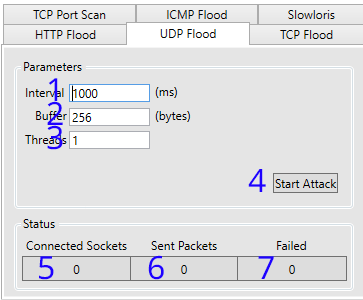 TCP Port Scan ICMP Flood Slowloris
HTTP Flood UDP Flood TCP Flood
Parameters
1
Interval 1000 (ms)
2
Buffer 256 (bytes)
3
Threads 1
4 Start Attack
Status
Connected Sockets Sent Packets Failed
5 0 6 0 7 0